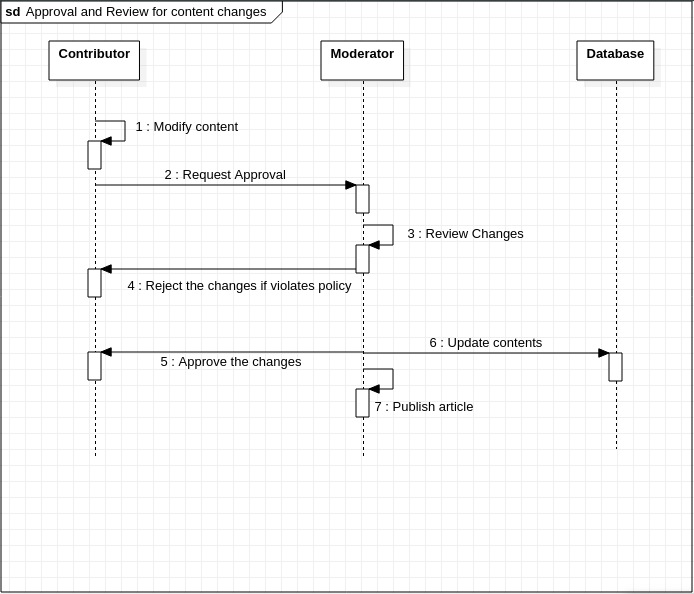 sd Approval and Review for content changes
Contributor
Moderator
Database
1 : Modify content
2 : Request Approval
3 : Review Changes
4 : Reject the changes if violates policy
6 : Update contents
5 : Approve the changes
7 : Publish article